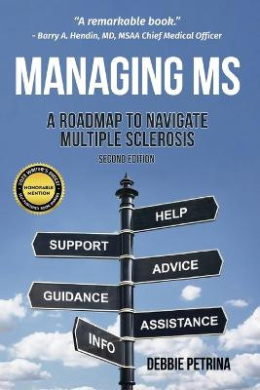 "A remarkable book."
- Barry A. Hendin, MD, MSAA Chief Medical Officer
MANAGING MS
A ROADMAP TO NAVIGATE
MULTIPLE SCLEROSIS
SECOND EDITION
HONORABLE
MENTION
HELP
SUPPORT
ADVICE
GUIDANCE
ASSISTANCE
INFO
DEBBIE PETRINA